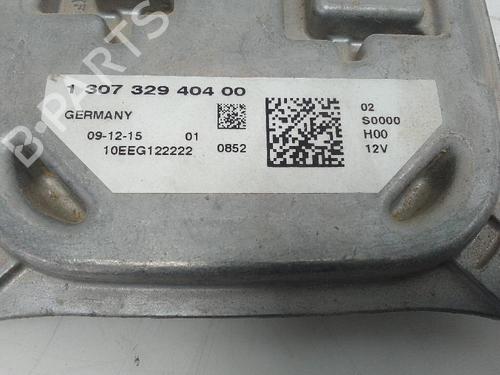 1 307 329 404 00
GERMANY
09-12-15 01
10EEG122222 0852
02
S0000
H00
12V
B-PARTS